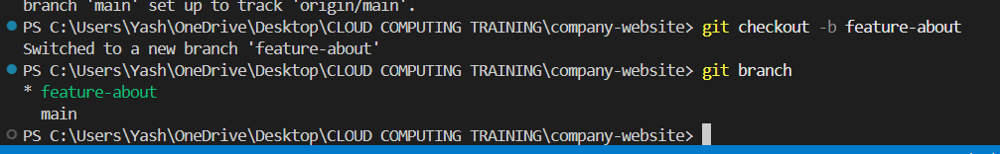 branch 'main' set up to track 'origin/main'.
PS C:\Users\Yash\OneDrive\Desktop\CLOUD COMPUTING TRAINING\company-website> git checkout -b feature-about
Switched to a new branch 'feature-about'
PS C:\Users\Yash\OneDrive\Desktop\CLOUD COMPUTING TRAINING\company-website> git branch
* feature-about
  main
PS C:\Users\Yash\OneDrive\Desktop\CLOUD COMPUTING TRAINING\company-website>